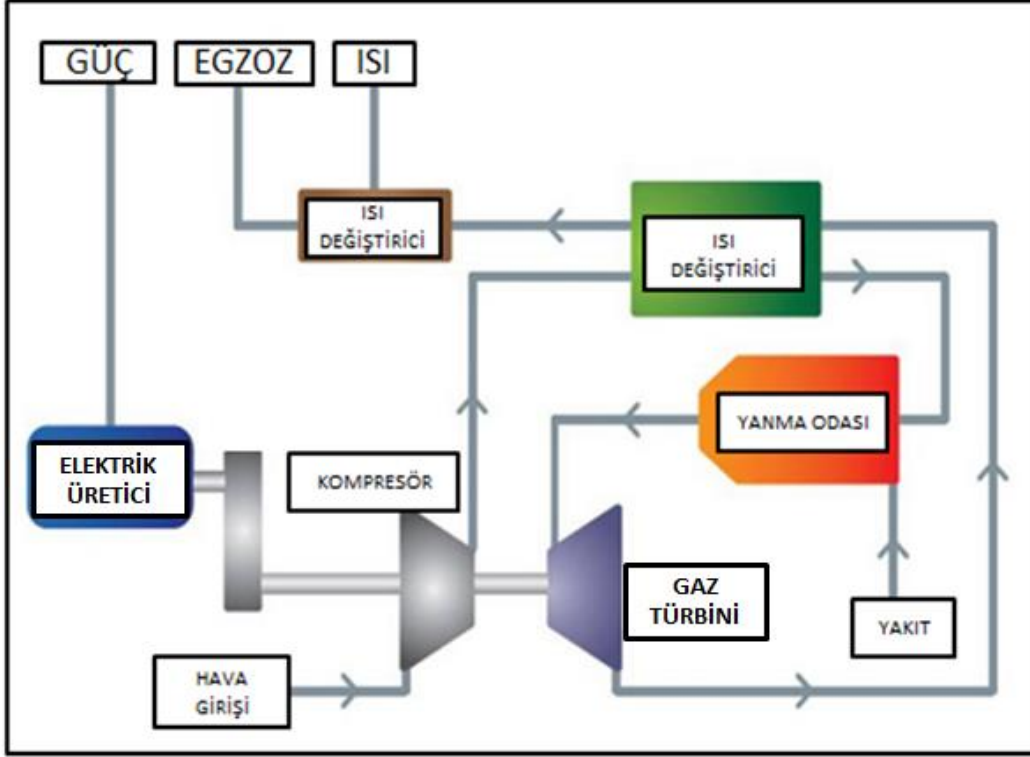 GÜÇ
EGZOZ
ISI
ISI
DEĞİŞTİRİCİ
ISI
DEĞİŞTİRİCİ
YANMA ODASI
ELEKTRİK
ÜRETİCİ
KOMPRESÖR
GAZ
TÜRBİNİ
YAKIT
HAVA
GİRİŞİ